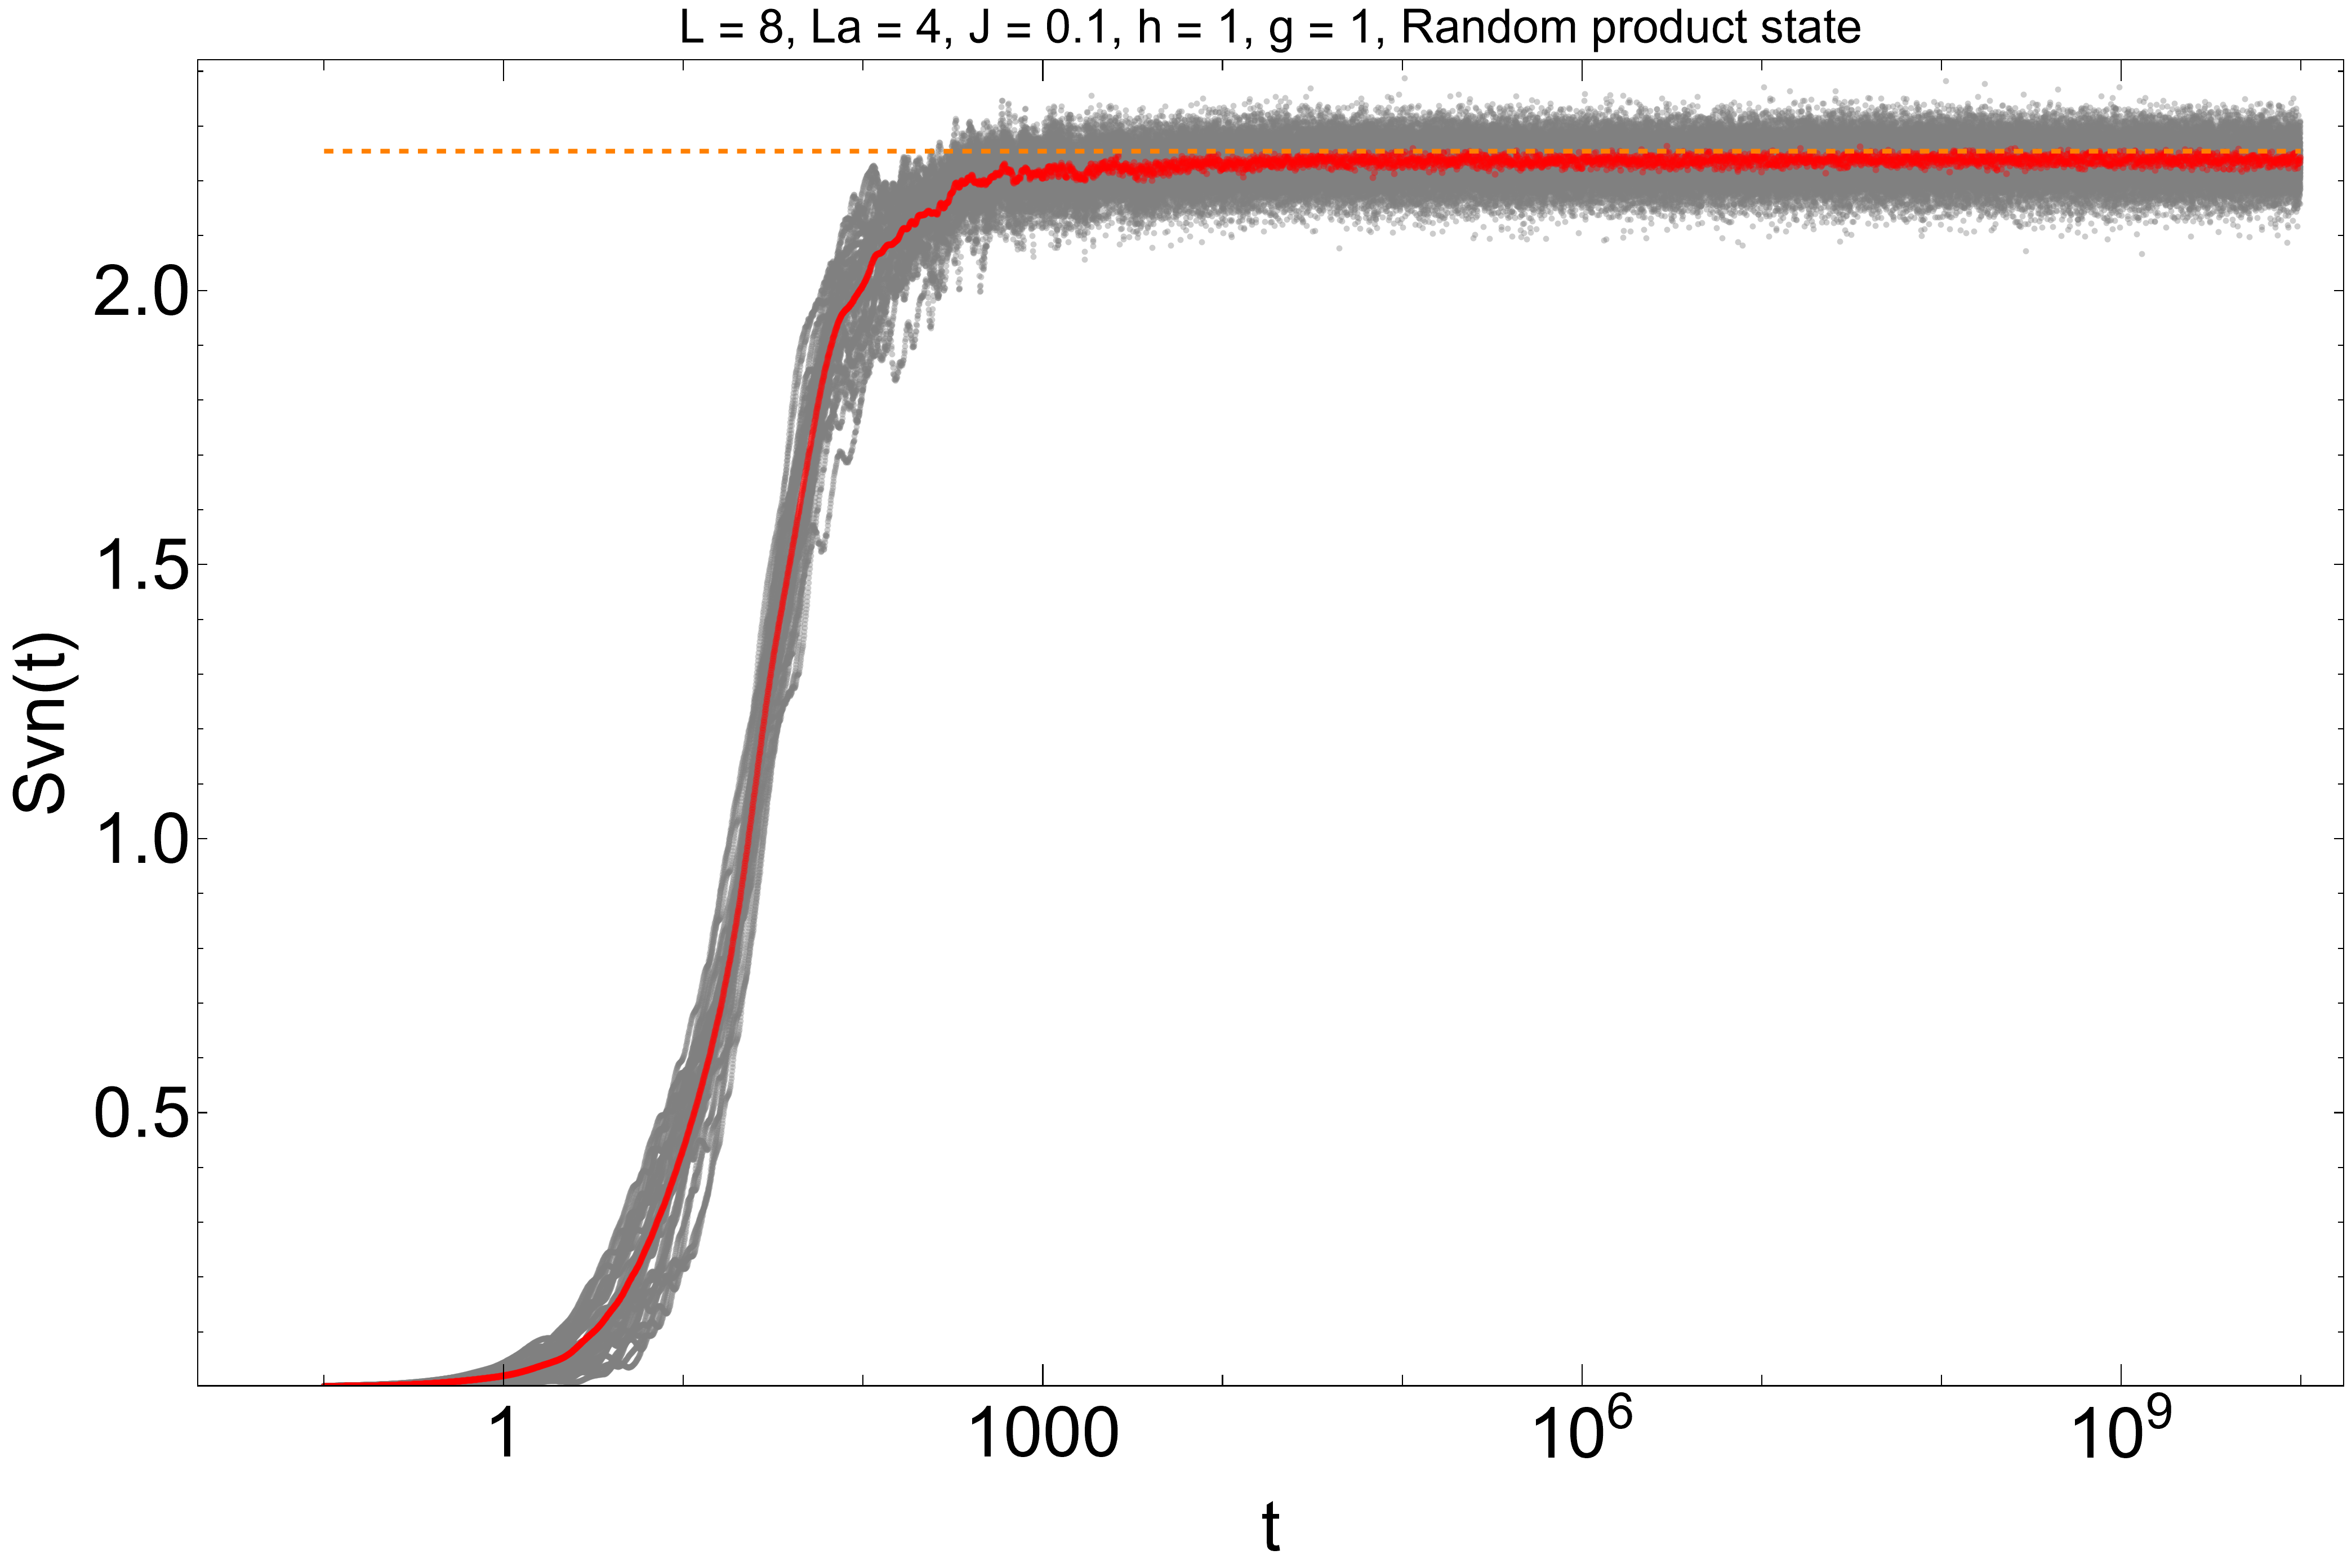 L = 8, La = 4, J = 0.1, h = 1, g = 1, Random product state
Svn(t)
2.0
1.5
1.0
0.5
1 1000 10^6 10^9
t